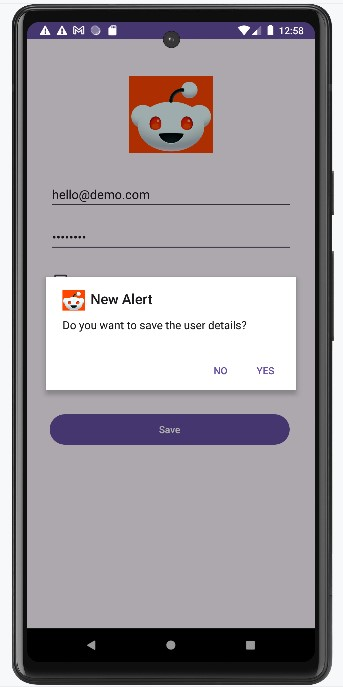 12:58
hello@demo.com
••••••••
New Alert
Do you want to save the user details?
NO YES
Save